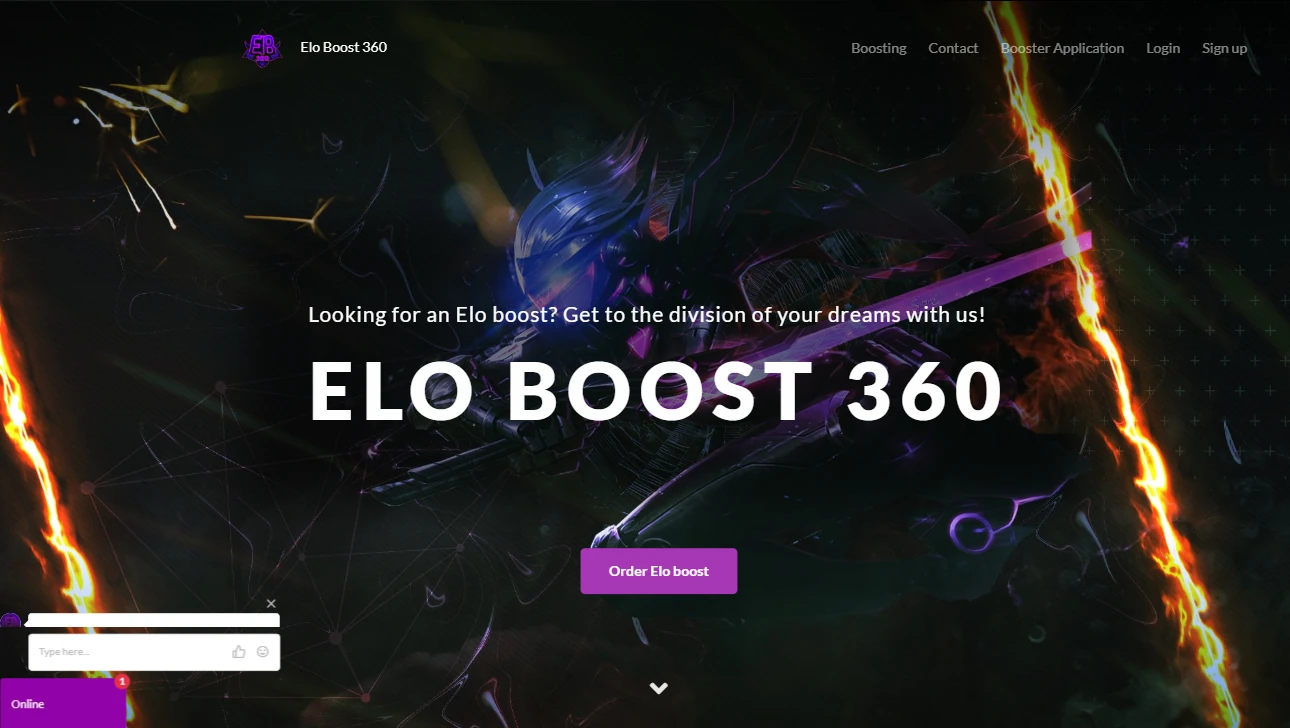 EB
360
Elo Boost 360
Boosting
Contact
Booster Application
Login
Sign up
Looking for an Elo boost? Get to the division of your dreams with us!
ELO BOOST 360
Order Elo boost
Type here...
1
Online